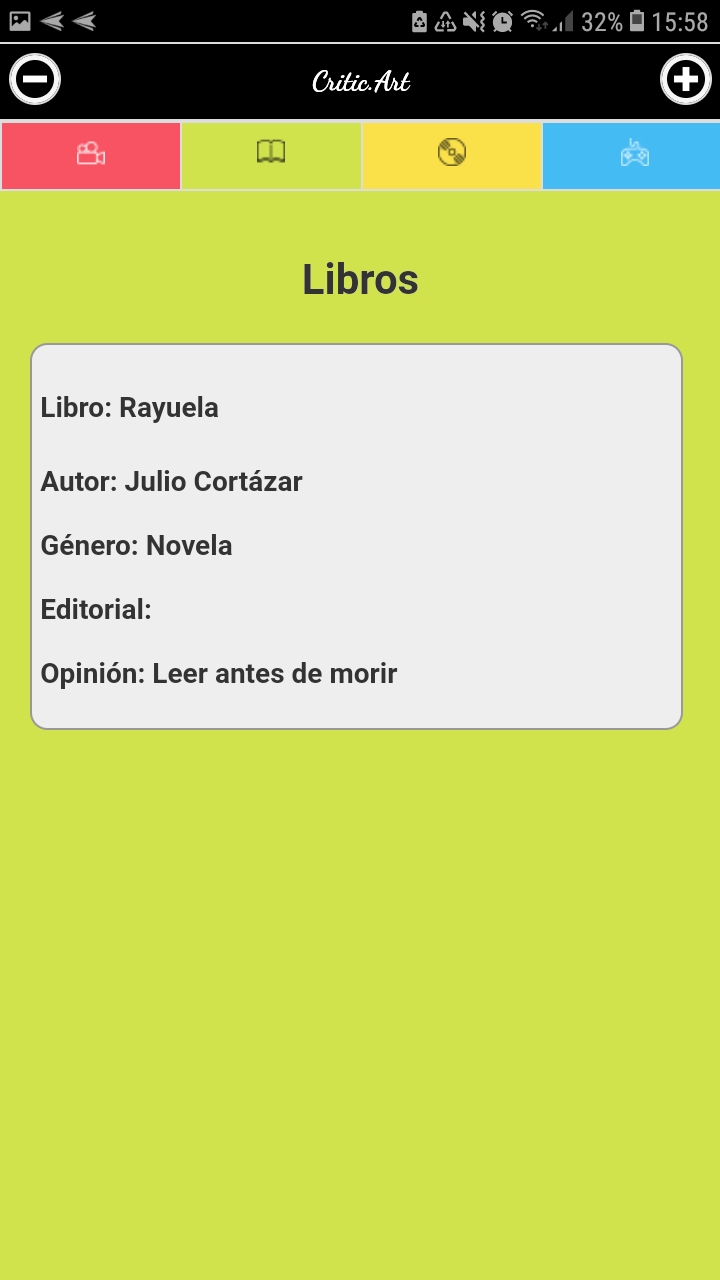 32% 15:58
Critic.Art
Libros
Libro: Rayuela
Autor: Julio Cortázar
Género: Novela
Editorial:
Opinión: Leer antes de morir